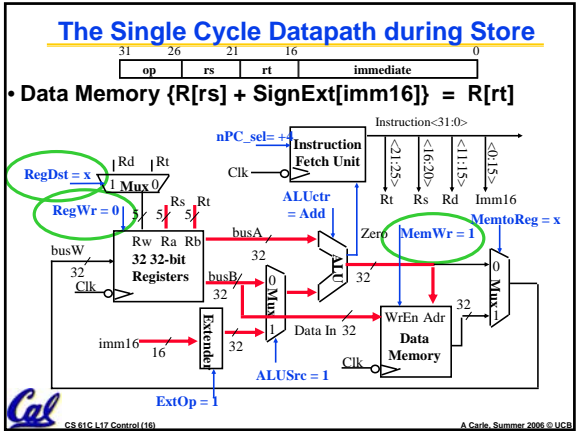 The Single Cycle Datapath during Store
31 26 21 16 0
op rs rt immediate
• Data Memory {R[rs] + SignExt[imm16]} = R[rt]
Instruction<31:0>
nPC_sel= +4
Instruction
Fetch Unit
Clk
<21:25>
<16:20>
<11:15>
<0:15>
Rt Rs Rd Imm16
Rd Rt
RegDst = x
1 Mux 0
RegWr = 0
Rs Rt
5 5 5
ALUctr
= Add
Zero
MemWr = 1
MemtoReg = x
busA
32
Rw Ra Rb
32 32-bit
Registers
busW
32
Clk
busB
32
0
Mux
1
ALU
32
0
Mux
1
32
WrEn Adr
Data
Memory
Data In 32
Clk
imm16
16
Extender
32
ALUSrc = 1
ExtOp = 1
Cal
CS 61C L17 Control (16)
A Carle, Summer 2006 © UCB